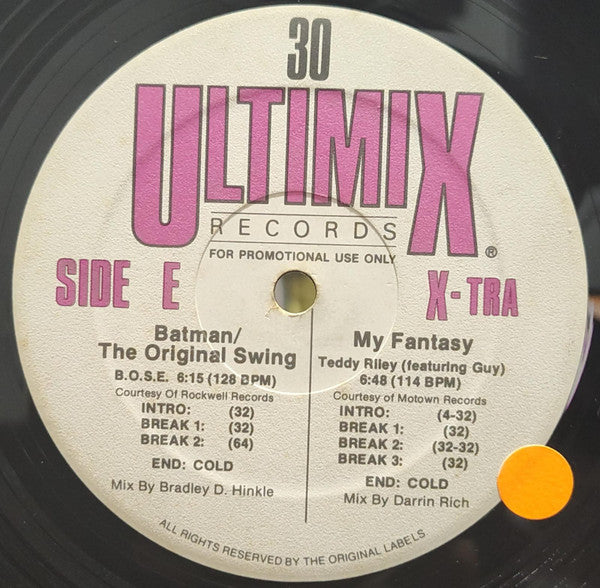 30
ULTIMIX
RECORDS ®
FOR PROMOTIONAL USE ONLY
SIDE E
X-TRA
Batman/
The Original Swing
B.O.S.E. 6:15 (128 BPM)
Courtesy Of Rockwell Records
INTRO: (32)
BREAK 1: (32)
BREAK 2: (64)
END: COLD
Mix By Bradley D. Hinkle
My Fantasy
Teddy Riley (featuring Guy)
6:48 (114 BPM)
Courtesy of Motown Records
INTRO: (4-32)
BREAK 1: (32)
BREAK 2: (32-32)
BREAK 3: (32)
END: COLD
Mix By Darrin Rich
ALL RIGHTS RESERVED BY THE ORIGINAL LABELS